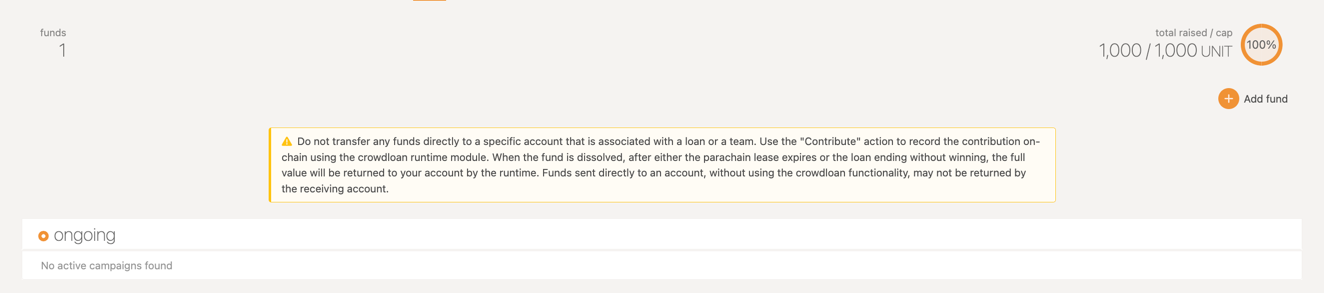 funds
1
total raised / cap
1,000 / 1,000 UNIT
100%
Add fund
Do not transfer any funds directly to a specific account that is associated with a loan or a team. Use the "Contribute" action to record the contribution on-
chain using the crowdloan runtime module. When the fund is dissolved, after either the parachain lease expires or the loan ending without winning, the full
value will be returned to your account by the runtime. Funds sent directly to an account, without using the crowdloan functionality, may not be returned by
the receiving account.
ongoing
No active campaigns found